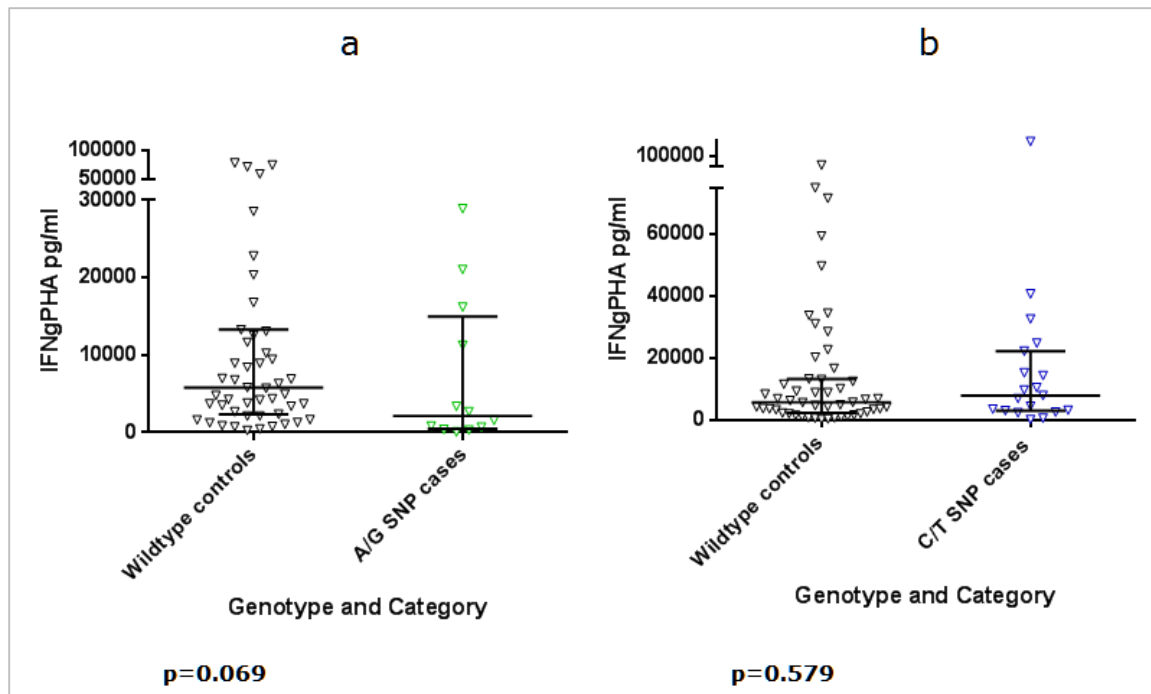 a
b
100000
50000
30000
20000
10000
0
IFNgPHA pg/ml
Wildtype controls
A/G SNP cases
Genotype and Category
p=0.069
100000
60000
40000
20000
0
IFNgPHA pg/ml
Wildtype controls
C/T SNP cases
Genotype and Category
p=0.579